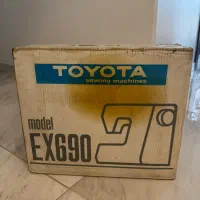 TOYOTA
sewing machines
model
EX690